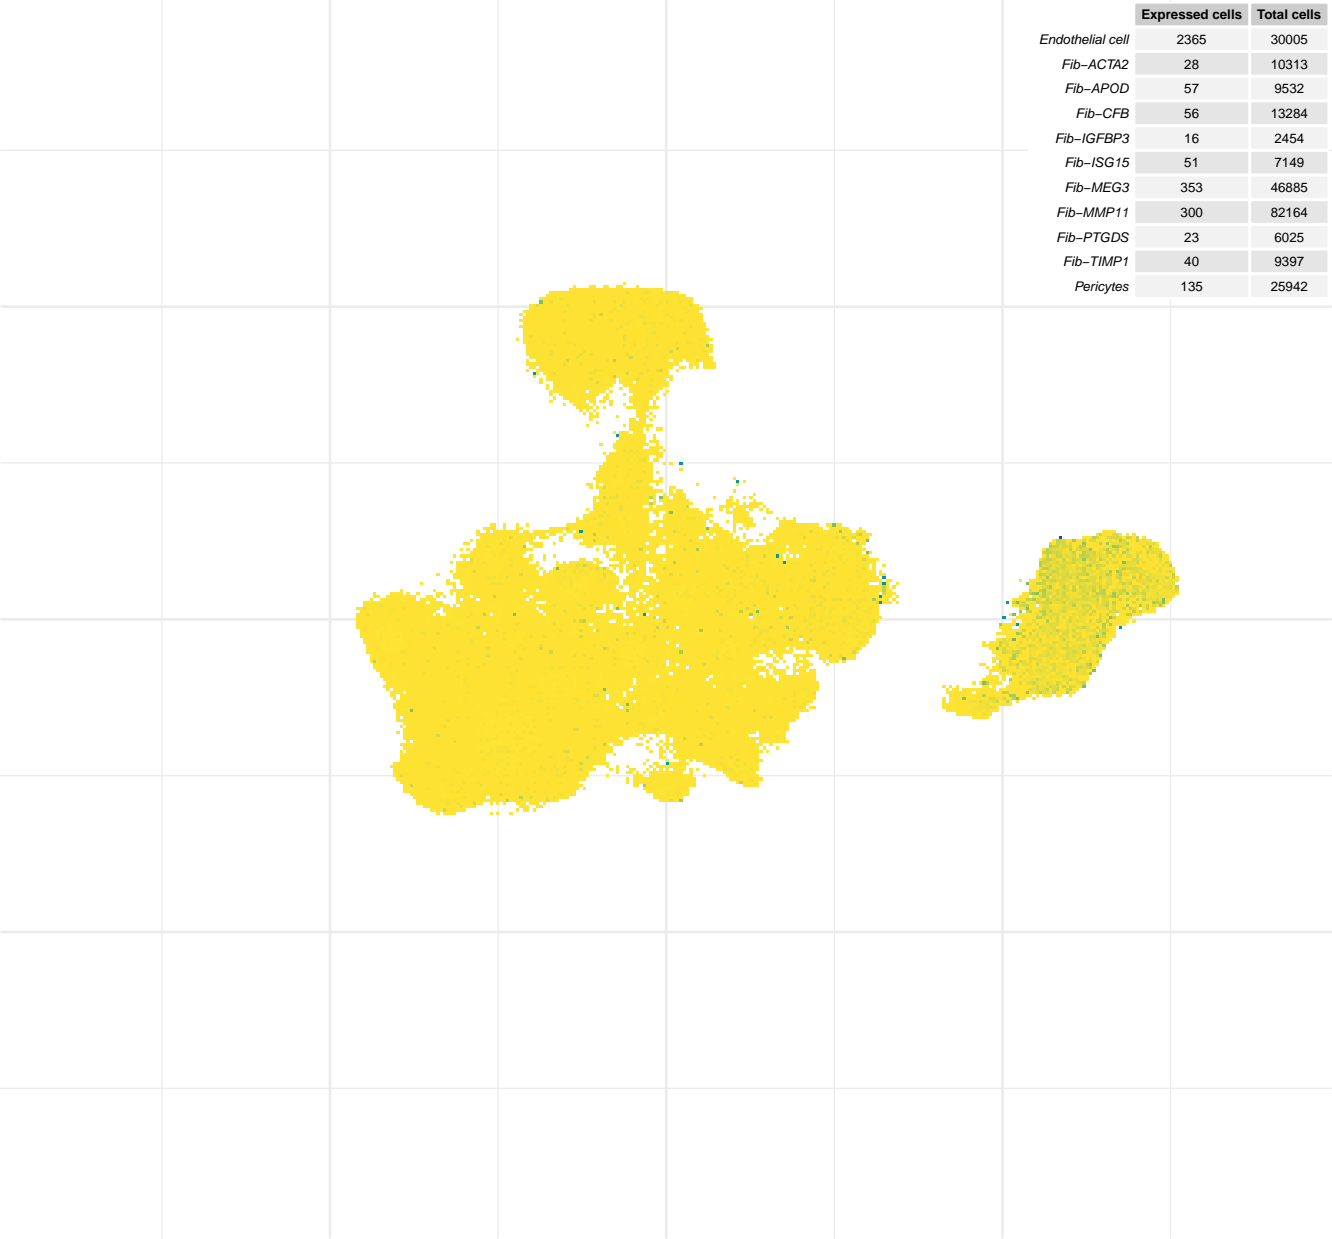 Expressed cells Total cells
Endothelial cell 2365 30005
Fib−ACTA2 28 10313
Fib−APOD 57 9532
Fib−CFB 56 13284
Fib−IGFBP3 16 2454
Fib−ISG15 51 7149
Fib−MEG3 353 46885
Fib−MMP11 300 82164
Fib−PTGDS 23 6025
Fib−TIMP1 40 9397
Pericytes 135 25942